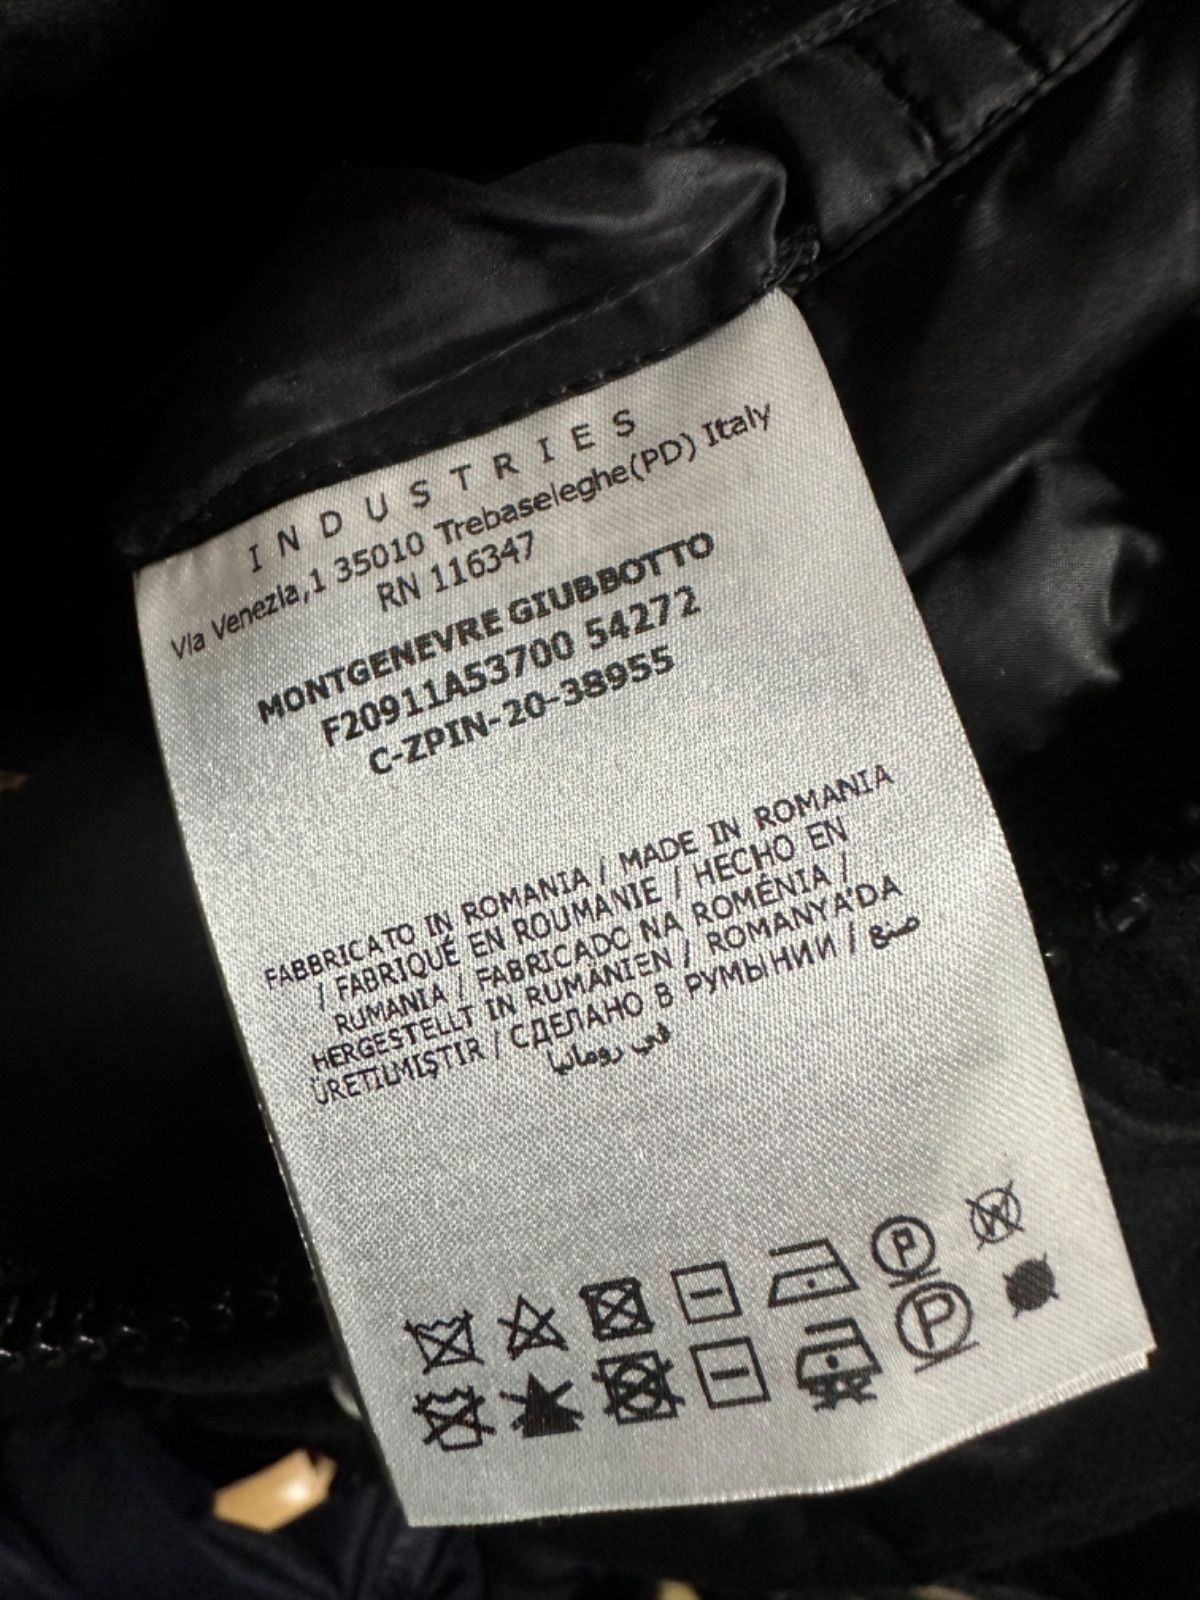 INDUSTRIES
Via Venezia,1 35010 Trebaseleghe(PD) Italy
RN 116347
MONTGENEVRE GIUBBOTTO
F20911A53700 54272
C-ZPIN-20-38955
FABBRICATO IN ROMANIA / MADE IN ROMANIA
/ FABRIQUÉ EN ROUMANIE / HECHO EN
RUMANIA / FABRICADO NA ROMÉNIA /
HERGESTELLT IN RUMÄNIEN / ROMANYA'DA
ÜRETILMIŞTIR / СДЕЛАНО В РУМЫНИИ / صنع
في رومانيا
P W
P